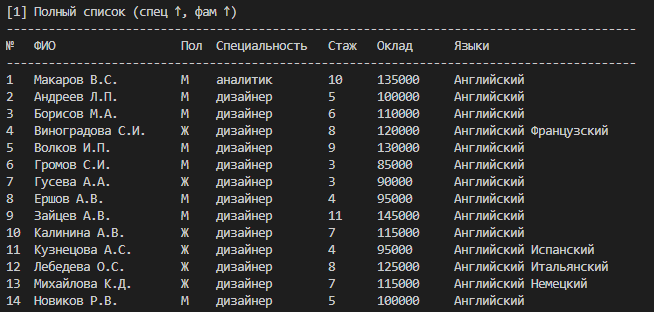 [1] Полный список (спец ↑, фам ↑)
------------------------------------------------------------------------------------------
№   ФИО                  Пол  Специальность   Стаж   Оклад      Языки
------------------------------------------------------------------------------------------
1   Макаров В.С.         М    аналитик        10     135000     Английский
2   Андреев Л.П.         М    дизайнер        5      100000     Английский
3   Борисов М.А.         М    дизайнер        6      110000     Английский
4   Виноградова С.И.     Ж    дизайнер        8      120000     Английский Французский
5   Волков И.П.          М    дизайнер        9      130000     Английский
6   Громов С.И.          М    дизайнер        3      85000      Английский
7   Гусева А.А.          Ж    дизайнер        3      90000      Английский
8   Ершов А.В.           М    дизайнер        4      95000      Английский
9   Зайцев А.В.          М    дизайнер        11     145000     Английский
10  Калинина А.В.        Ж    дизайнер        7      115000     Английский
11  Кузнецова А.С.       Ж    дизайнер        4      95000      Английский Испанский
12  Лебедева О.С.        Ж    дизайнер        8      125000     Английский Итальянский
13  Михайлова К.Д.       Ж    дизайнер        7      115000     Английский Немецкий
14  Новиков Р.В.         М    дизайнер        5      100000     Английский